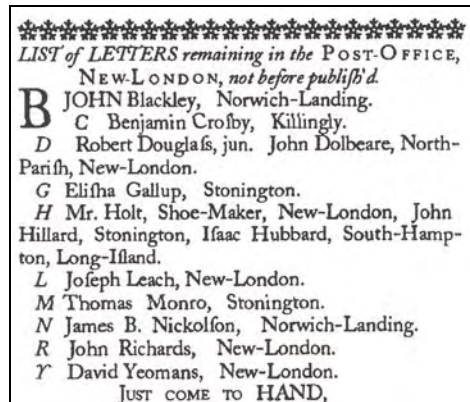 LIST of LETTERS remaining in the POST-OFFICE,
NEW-LONDON, not before publiſh'd.
B JOHN Blackley, Norwich-Landing.
C Benjamin Croſby, Killingly.
D Robert Douglaſs, jun. John Dolbeare, North-
Pariſh, New-London.
G Eliſha Gallup, Stonington.
H Mr. Holt, Shoe-Maker, New-London, John
Hillard, Stonington, Iſaac Hubbard, South-Hamp-
ton, Long-Iſland.
L Joſeph Leach, New-London.
M Thomas Monro, Stonington.
N James B. Nickolſon, Norwich-Landing.
R John Richards, New-London.
Y David Yeomans, New-London.
JUST COME TO HAND,